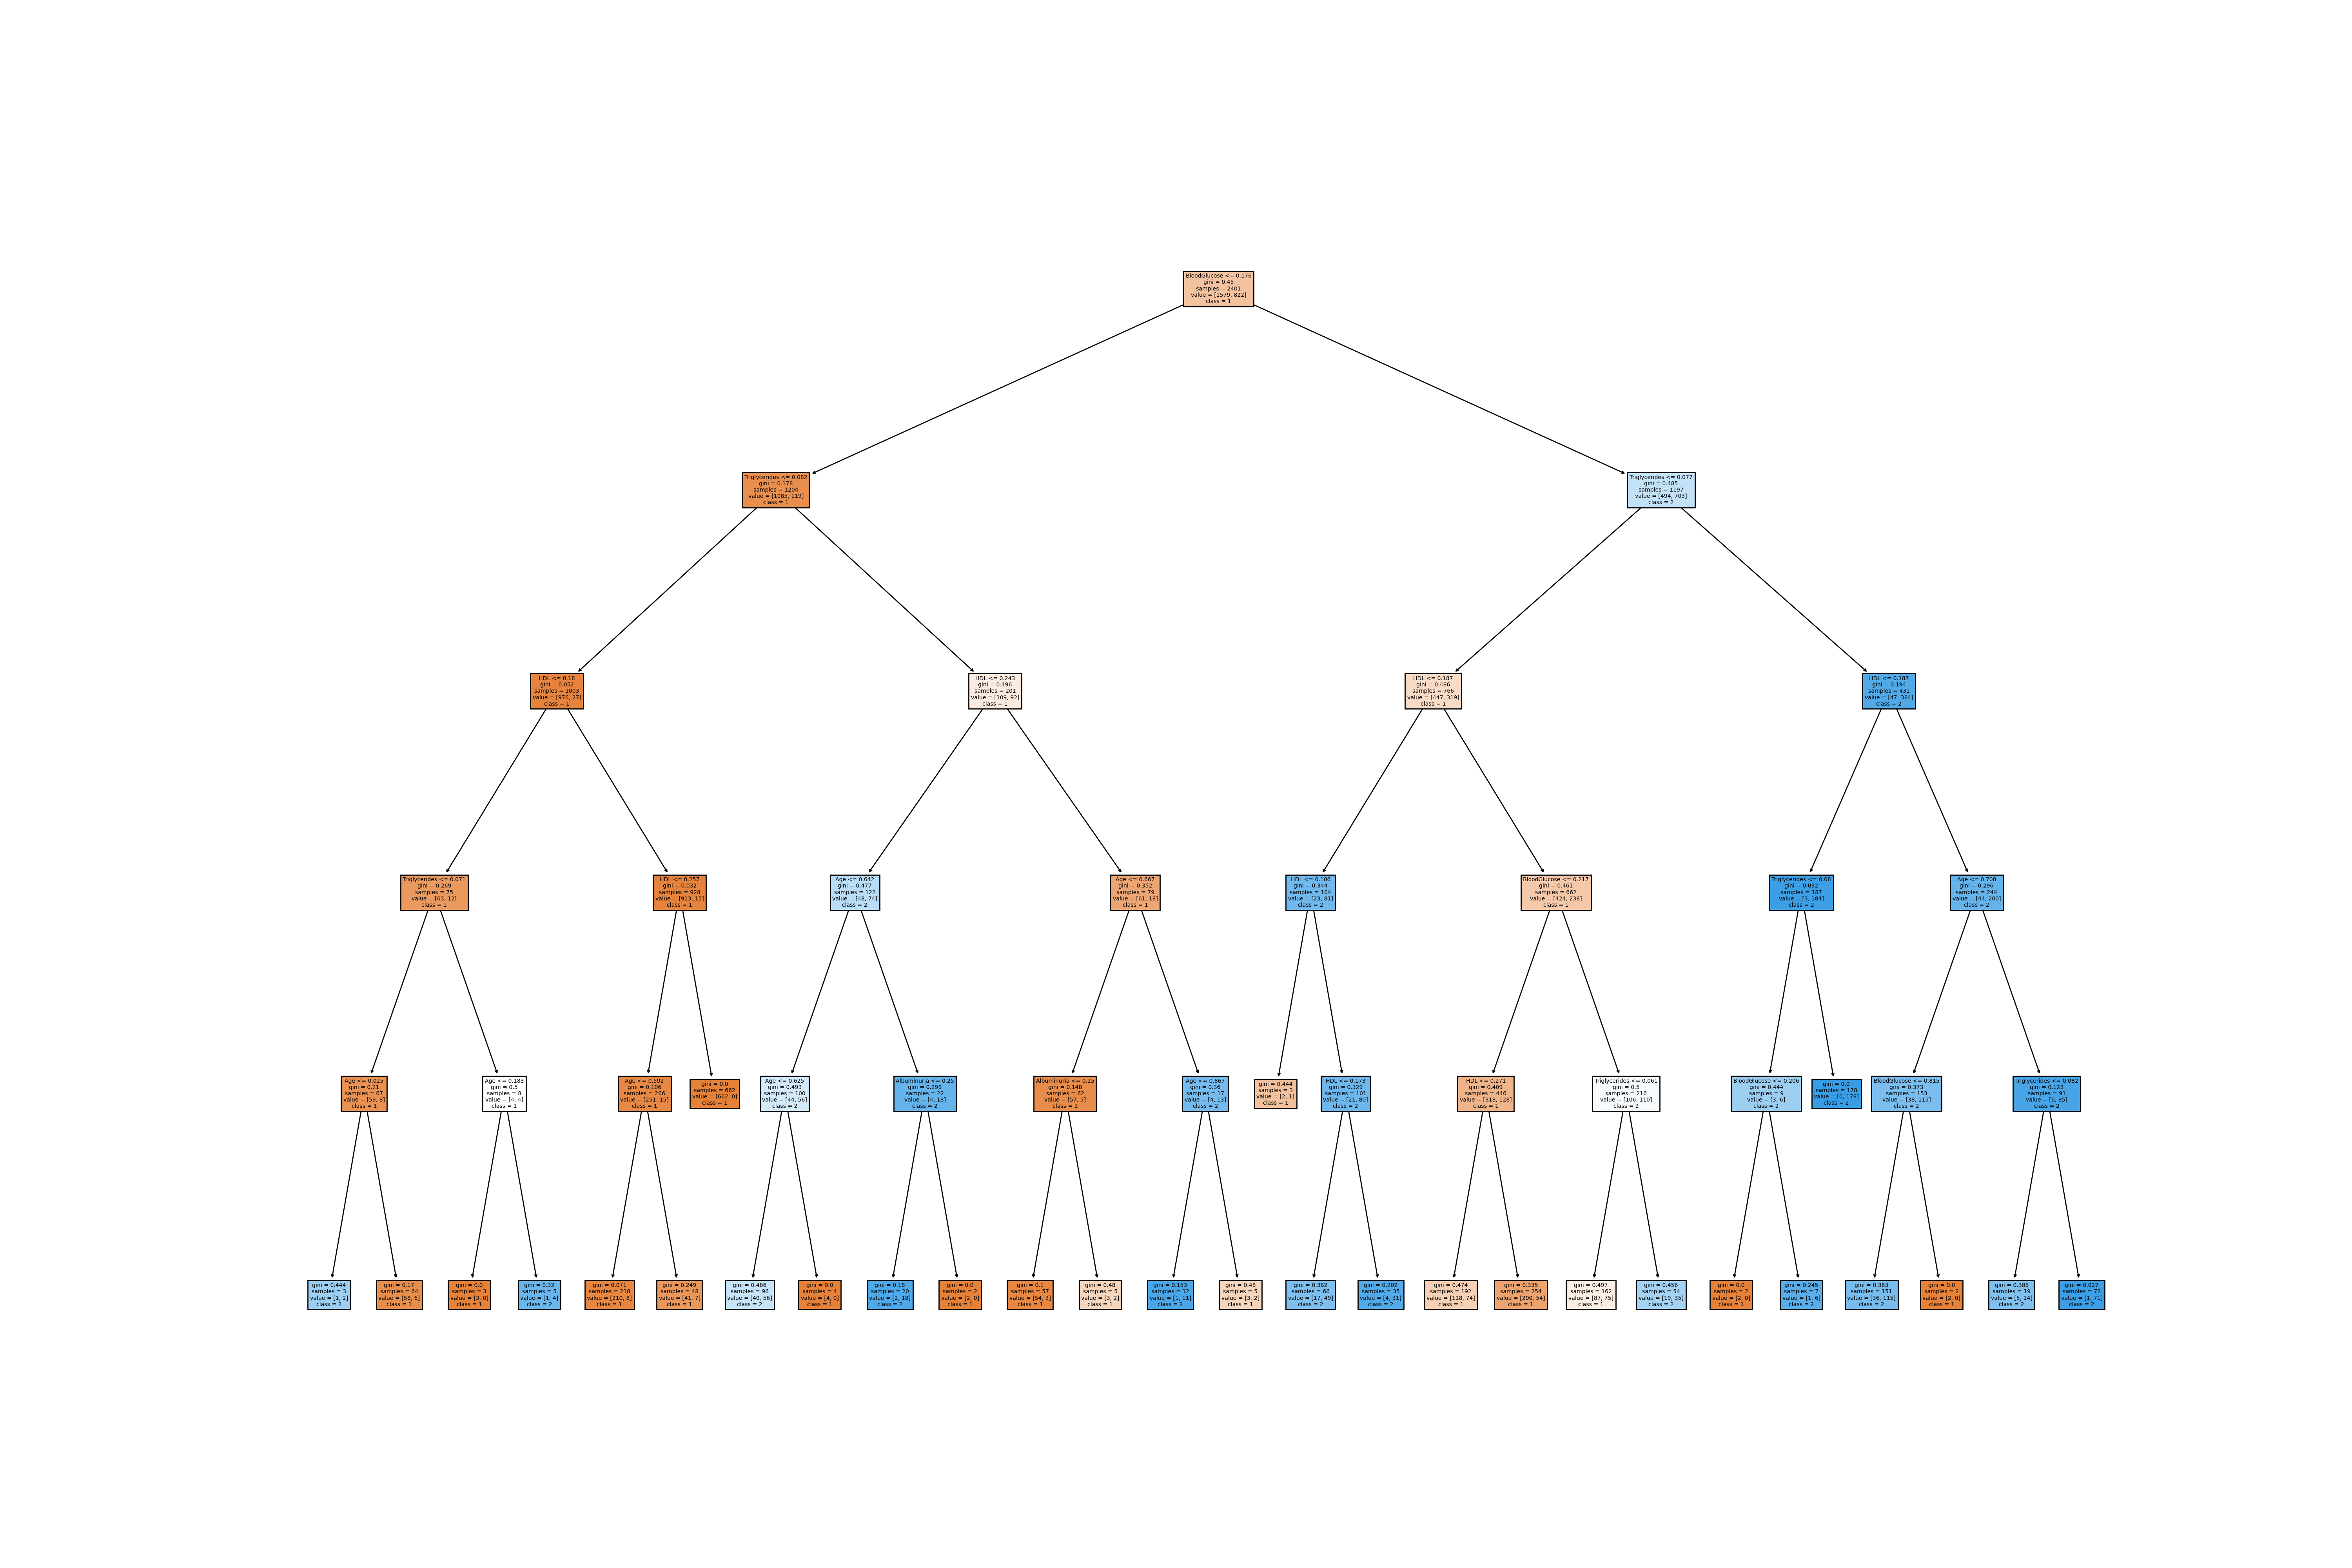 BloodGlucose <= 0.176
gini = 0.45
samples = 2401
value = [1579, 822]
class = 1
Triglycerides <= 0.082
gini = 0.178
samples = 1204
value = [1085, 119]
class = 1
Triglycerides <= 0.077
gini = 0.485
samples = 1197
value = [494, 703]
class = 2
HDL <= 0.18
gini = 0.052
samples = 1003
value = [976, 27]
class = 1
HDL <= 0.243
gini = 0.496
samples = 201
value = [109, 92]
class = 1
HDL <= 0.187
gini = 0.486
samples = 766
value = [447, 319]
class = 1
HDL <= 0.187
gini = 0.194
samples = 431
value = [47, 384]
class = 2
Triglycerides <= 0.071
gini = 0.269
samples = 75
value = [63, 12]
class = 1
HDL <= 0.257
gini = 0.032
samples = 928
value = [913, 15]
class = 1
Age <= 0.642
gini = 0.477
samples = 122
value = [48, 74]
class = 2
Age <= 0.667
gini = 0.352
samples = 79
value = [61, 18]
class = 1
HDL <= 0.106
gini = 0.344
samples = 104
value = [23, 81]
class = 2
BloodGlucose <= 0.217
gini = 0.461
samples = 662
value = [424, 238]
class = 1
Triglycerides <= 0.08
gini = 0.032
samples = 187
value = [3, 184]
class = 2
Age <= 0.708
gini = 0.296
samples = 244
value = [44, 200]
class = 2
Age <= 0.025
gini = 0.21
samples = 67
value = [59, 8]
class = 1
Age <= 0.183
gini = 0.5
samples = 8
value = [4, 4]
class = 1
Age <= 0.592
gini = 0.106
samples = 266
value = [251, 15]
class = 1
gini = 0.0
samples = 662
value = [662, 0]
class = 1
Age <= 0.625
gini = 0.493
samples = 100
value = [44, 56]
class = 2
Albuminuria <= 0.25
gini = 0.298
samples = 22
value = [4, 18]
class = 2
Albuminuria <= 0.25
gini = 0.148
samples = 62
value = [57, 5]
class = 1
Age <= 0.867
gini = 0.36
samples = 17
value = [4, 13]
class = 2
gini = 0.444
samples = 3
value = [2, 1]
class = 1
HDL <= 0.173
gini = 0.329
samples = 101
value = [21, 80]
class = 2
HDL <= 0.271
gini = 0.409
samples = 446
value = [318, 128]
class = 1
Triglycerides <= 0.061
gini = 0.5
samples = 216
value = [106, 110]
class = 2
BloodGlucose <= 0.206
gini = 0.444
samples = 9
value = [3, 6]
class = 2
gini = 0.0
samples = 178
value = [0, 178]
class = 2
BloodGlucose <= 0.815
gini = 0.373
samples = 153
value = [38, 115]
class = 2
Triglycerides <= 0.082
gini = 0.123
samples = 91
value = [6, 85]
class = 2
gini = 0.444
samples = 3
value = [1, 2]
class = 2
gini = 0.17
samples = 64
value = [58, 6]
class = 1
gini = 0.0
samples = 3
value = [3, 0]
class = 1
gini = 0.32
samples = 5
value = [1, 4]
class = 2
gini = 0.071
samples = 218
value = [210, 8]
class = 1
gini = 0.249
samples = 48
value = [41, 7]
class = 1
gini = 0.486
samples = 96
value = [40, 56]
class = 2
gini = 0.0
samples = 4
value = [4, 0]
class = 1
gini = 0.18
samples = 20
value = [2, 18]
class = 2
gini = 0.0
samples = 2
value = [2, 0]
class = 1
gini = 0.1
samples = 57
value = [54, 3]
class = 1
gini = 0.48
samples = 5
value = [3, 2]
class = 1
gini = 0.153
samples = 12
value = [1, 11]
class = 2
gini = 0.48
samples = 5
value = [3, 2]
class = 1
gini = 0.382
samples = 66
value = [17, 49]
class = 2
gini = 0.202
samples = 35
value = [4, 31]
class = 2
gini = 0.474
samples = 192
value = [118, 74]
class = 1
gini = 0.335
samples = 254
value = [200, 54]
class = 1
gini = 0.497
samples = 162
value = [87, 75]
class = 1
gini = 0.456
samples = 54
value = [19, 35]
class = 2
gini = 0.0
samples = 2
value = [2, 0]
class = 1
gini = 0.245
samples = 7
value = [1, 6]
class = 2
gini = 0.363
samples = 151
value = [36, 115]
class = 2
gini = 0.0
samples = 2
value = [2, 0]
class = 1
gini = 0.388
samples = 19
value = [5, 14]
class = 2
gini = 0.027
samples = 72
value = [1, 71]
class = 2